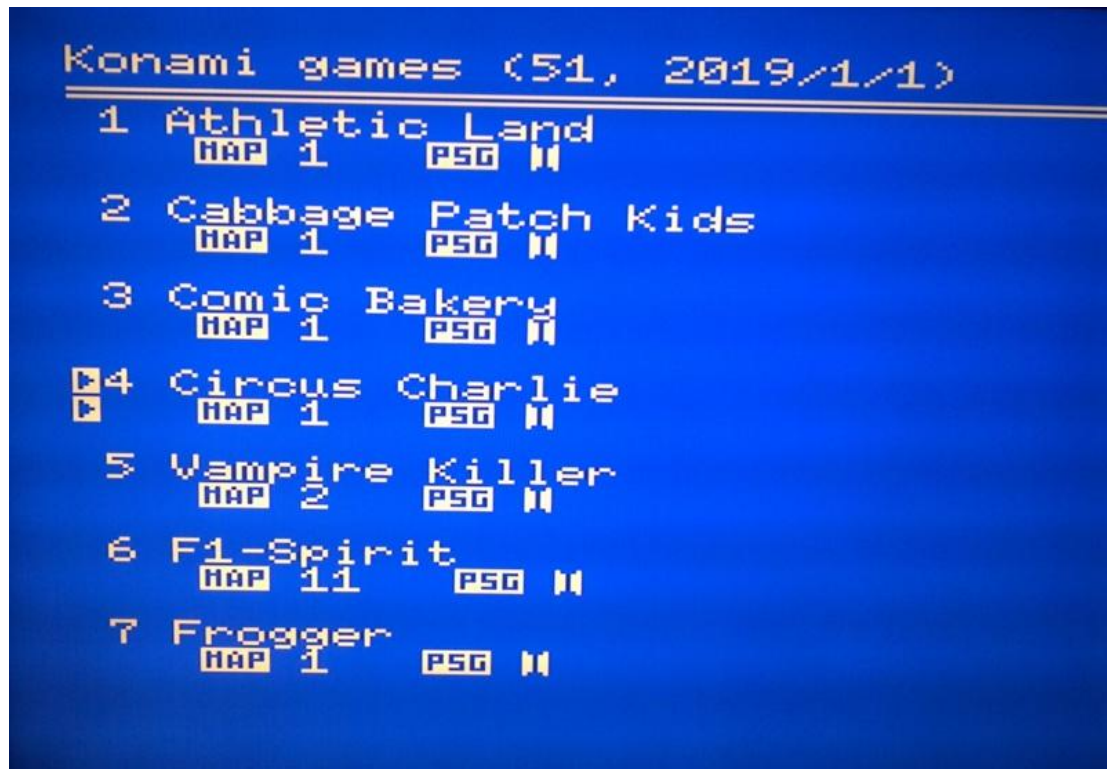 Konami games (51, 2019/1/1)
1 Athletic Land
MAP 1 PSG
2 Cabbage Patch Kids
MAP 1 PSG
3 Comic Bakery
MAP 1 PSG
4 Circus Charlie
MAP 1 PSG
5 Vampire Killer
MAP 2 PSG
6 F1-Spirit
MAP 11 PSG
7 Frogger
MAP 1 PSG